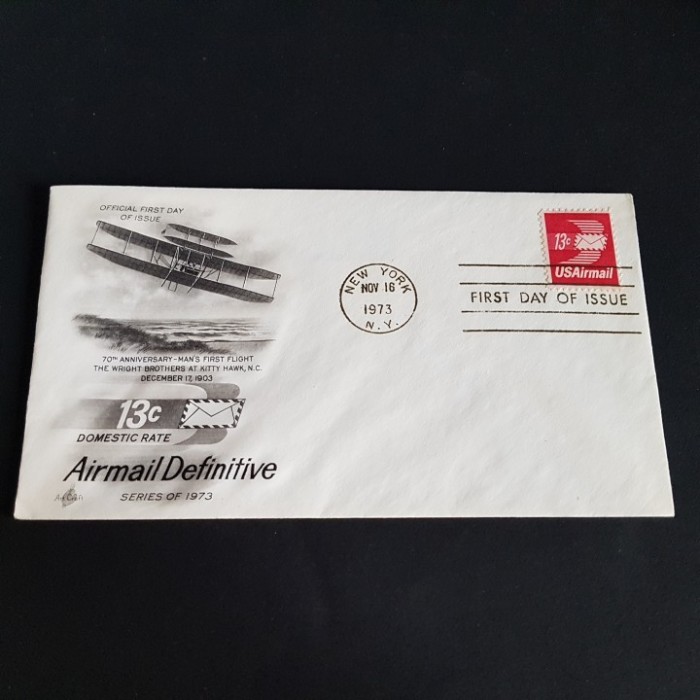 OFFICIAL FIRST DAY
OF ISSUE
70TH ANNIVERSARY-MAN'S FIRST FLIGHT
THE WRIGHT BROTHERS AT KITTY HAWK, N.C.
DECEMBER 17, 1903
13c
DOMESTIC RATE
Airmail Definitive
SERIES OF 1973
NEW YORK
NOV 16
1973
N.Y.
13c
USAirmail
FIRST DAY OF ISSUE